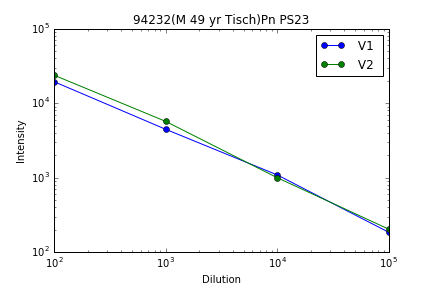 94232(M 49 yr Tisch)Pn PS23
10^5
10^4
10^3
10^2
Intensity
V1
V2
10^2 10^3 10^4 10^5
Dilution